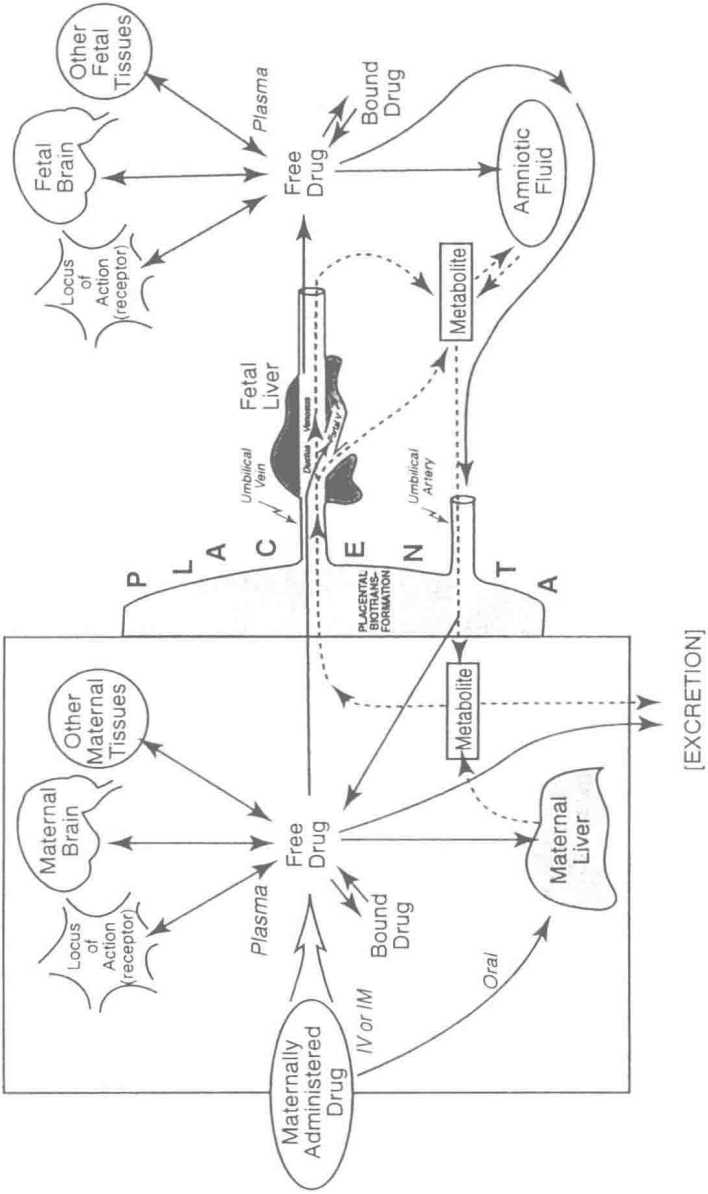 Locus
of
Action
(receptor)
Maternal
Brain
Other
Maternal
Tissues
Plasma
Maternally
Administered
Drug
IV or IM
Free
Drug
Bound
Drug
Oral
Maternal
Liver
Metabolite
[EXCRETION]
P
L
A
C
E
N
T
A
PLACENTAL
BIOTRANS-
FORMATION
Umbilical
Vein
Umbilical
Artery
Fetal
Liver
Ductus Venosus
Portal V.
Locus
of
Action
(receptor)
Fetal
Brain
Other
Fetal
Tissues
Plasma
Free
Drug
Bound
Drug
Metabolite
Amniotic
Fluid